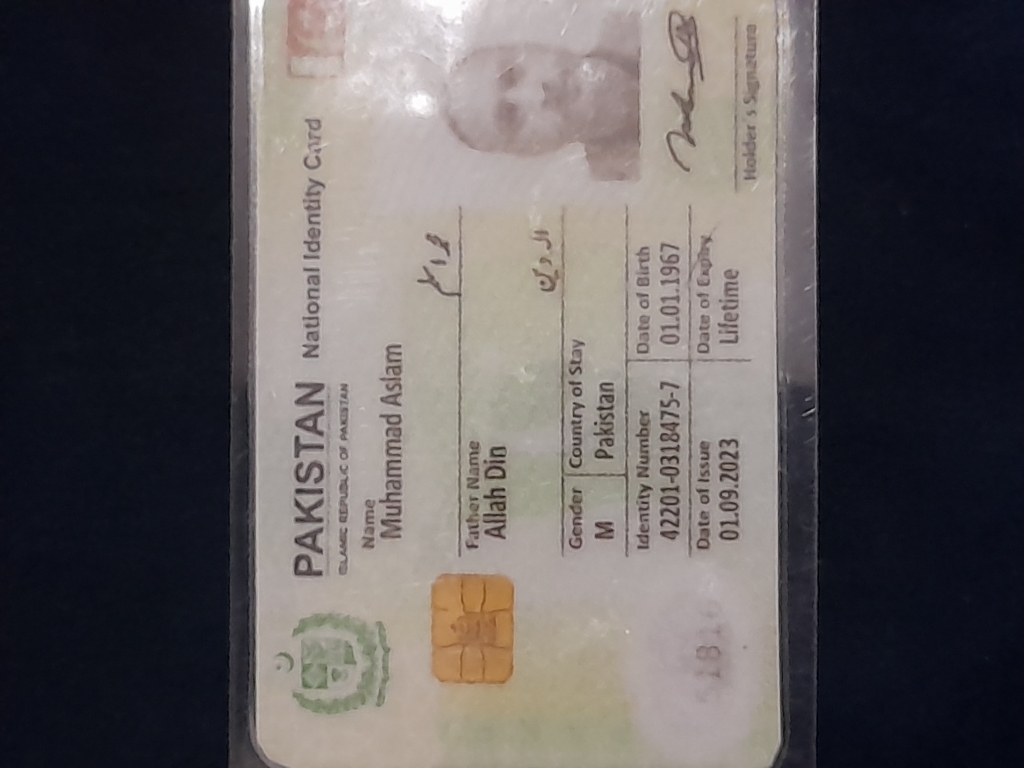 PAKISTAN National Identity Card
ISLAMIC REPUBLIC OF PAKISTAN
Name
Muhammad Aslam
Father Name
Allah Din
Gender Country of Stay
M Pakistan
Identity Number Date of Birth
42201-0318475-7 01.01.1967
Date of Issue Date of Expiry
01.09.2023 Lifetime
Holder's Signature